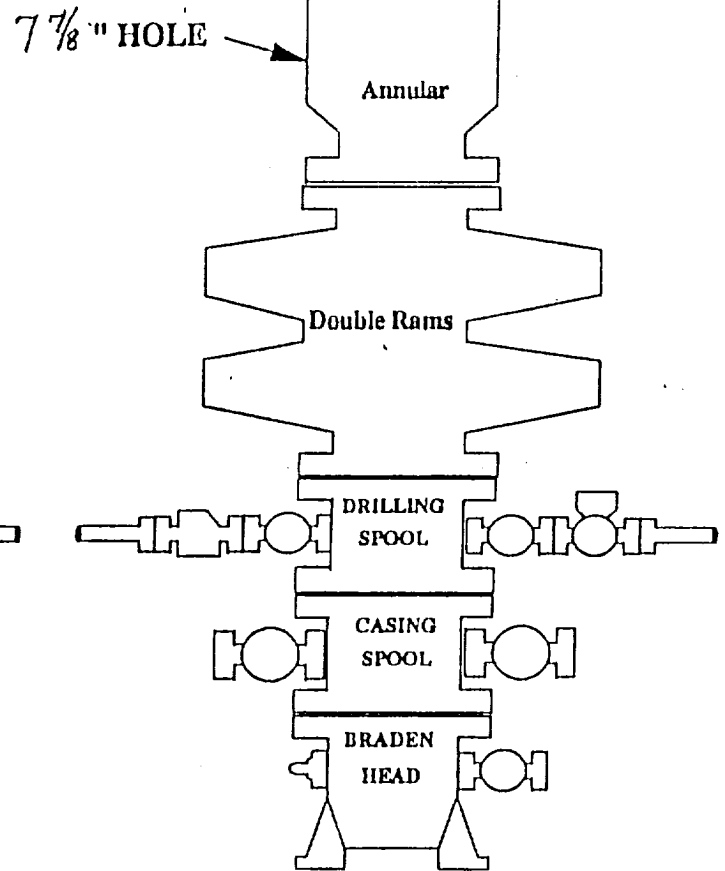 7 7/8 " HOLE
Annular
Double Rams
DRILLING
SPOOL
CASING
SPOOL
BRADEN
HEAD